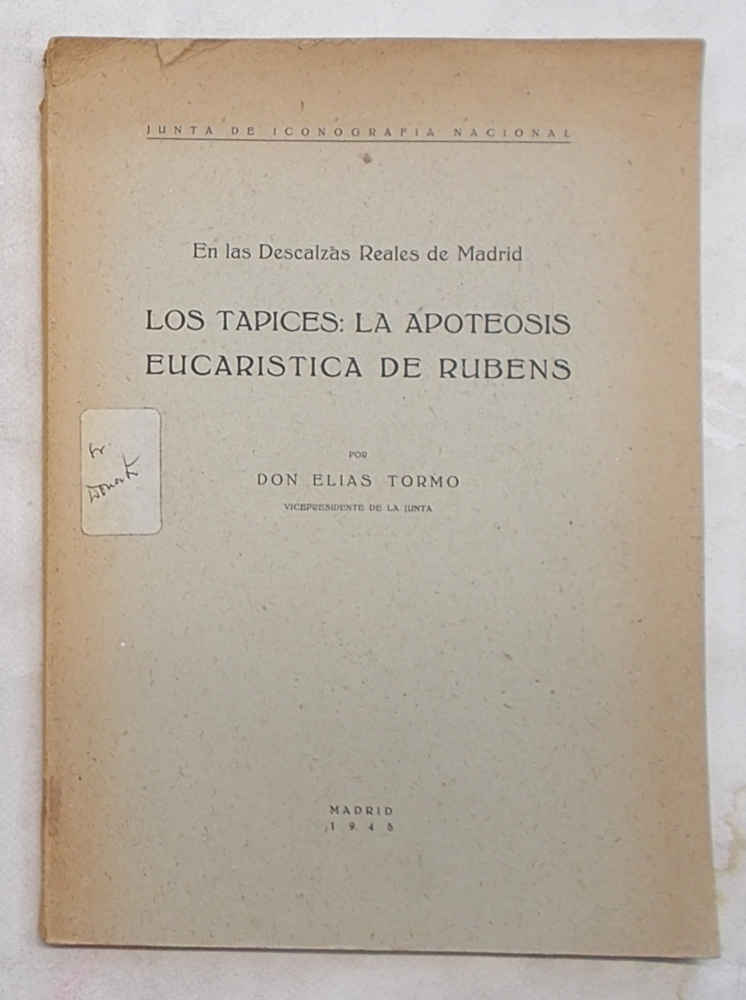 JUNTA DE ICONOGRAFIA NACIONAL
En las Descalzas Reales de Madrid
LOS TAPICES: LA APOTEOSIS
EUCARISTICA DE RUBENS
POR
DON ELIAS TORMO
VICEPRESIDENTE DE LA JUNTA
MADRID
1945